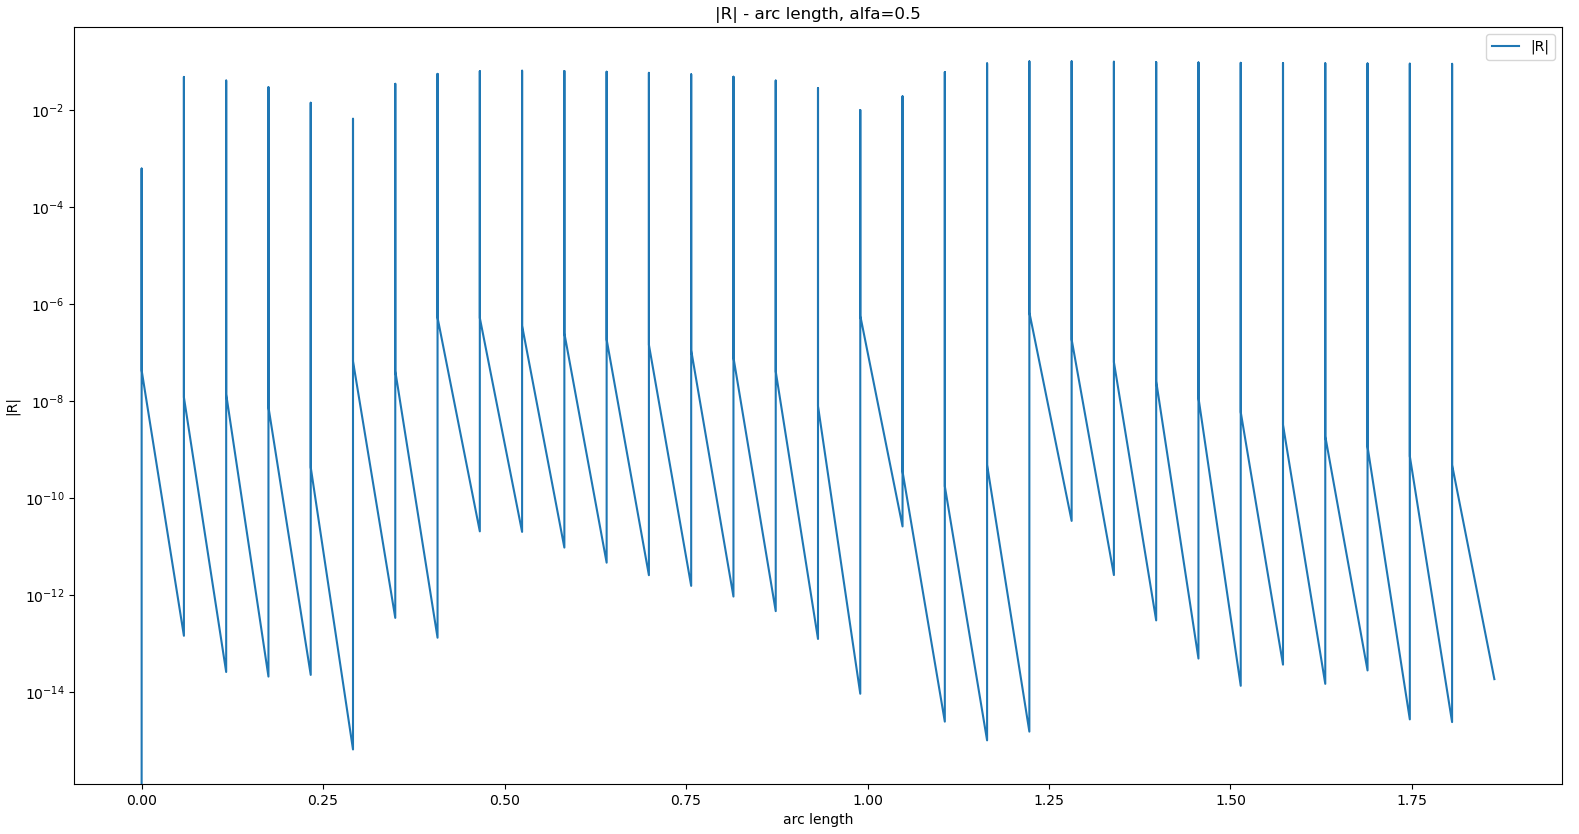 |R| - arc length, alfa=0.5
|R|
10⁻²
10⁻⁴
10⁻⁶
10⁻⁸
10⁻¹⁰
10⁻¹²
10⁻¹⁴
|R|
0.00 0.25 0.50 0.75 1.00 1.25 1.50 1.75
arc length